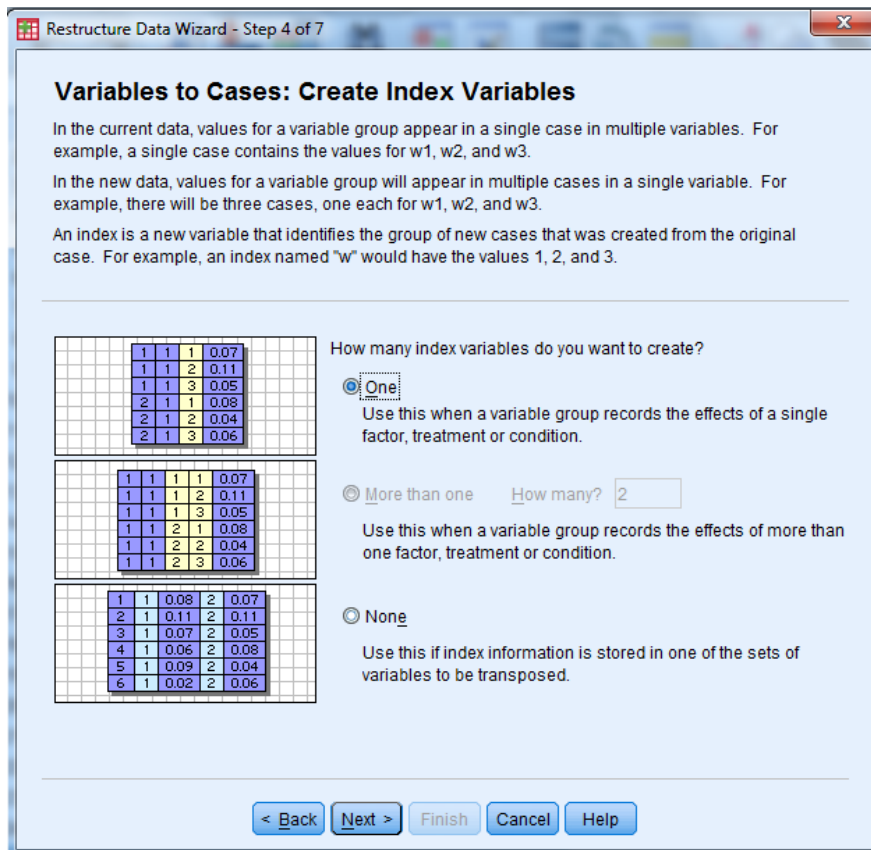 Restructure Data Wizard - Step 4 of 7
Variables to Cases: Create Index Variables
In the current data, values for a variable group appear in a single case in multiple variables. For
example, a single case contains the values for w1, w2, and w3.
In the new data, values for a variable group will appear in multiple cases in a single variable. For
example, there will be three cases, one each for w1, w2, and w3.
An index is a new variable that identifies the group of new cases that was created from the original
case. For example, an index named "w" would have the values 1, 2, and 3.
1 1 1 0.07
1 1 2 0.11
1 1 3 0.05
2 1 1 0.08
2 1 2 0.04
2 1 3 0.06
How many index variables do you want to create?
One
Use this when a variable group records the effects of a single
factor, treatment or condition.
1 1 1 1 0.07
1 1 1 2 0.11
1 1 1 3 0.05
1 1 2 1 0.08
1 1 2 2 0.04
1 1 2 3 0.06
More than one How many? 2
Use this when a variable group records the effects of more than
one factor, treatment or condition.
1 1 0.08 2 0.07
2 1 0.11 2 0.11
3 1 0.07 2 0.05
4 1 0.06 2 0.08
5 1 0.09 2 0.04
6 1 0.02 2 0.06
None
Use this if index information is stored in one of the sets of
variables to be transposed.
< Back Next > Finish Cancel Help